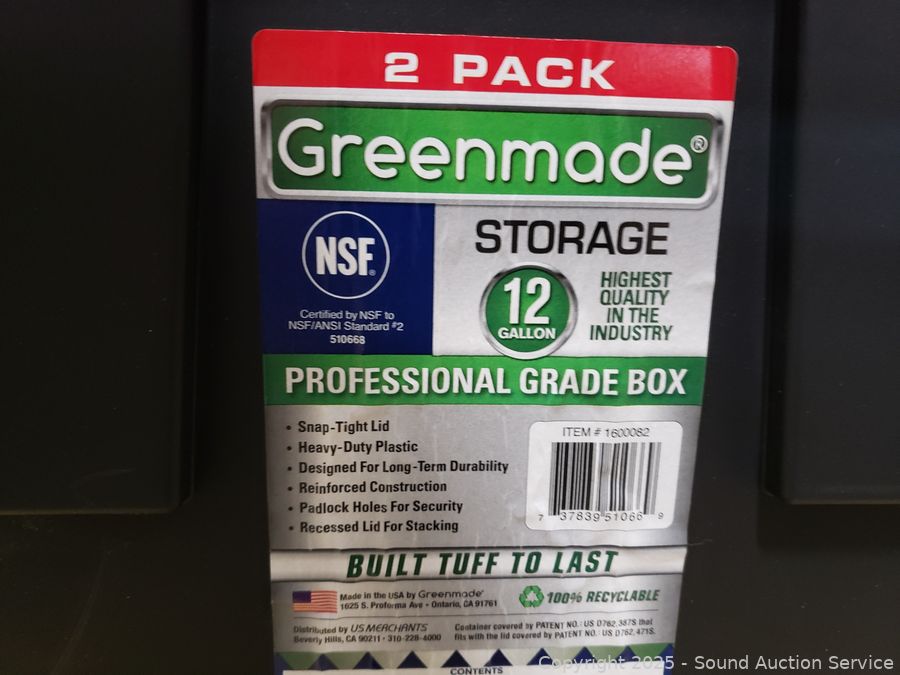 2 PACK
Greenmade®
NSF®
Certified by NSF to
NSF/ANSI Standard #2
510668
STORAGE
12
GALLON
HIGHEST
QUALITY
IN THE
INDUSTRY
PROFESSIONAL GRADE BOX
• Snap-Tight Lid
• Heavy-Duty Plastic
• Designed For Long-Term Durability
• Reinforced Construction
• Padlock Holes For Security
• Recessed Lid For Stacking
ITEM # 1600082
7 37839 51066 9
BUILT TUFF TO LAST
Made in the USA by Greenmade®
1625 S. Proforma Ave • Ontario, CA 91761
100% RECYCLABLE
Distributed by US MERCHANTS
Beverly Hills, CA 90211 • 310-228-4000
Container covered by PATENT NO.: US D762,387S that
fits with the lid covered by PATENT NO.: US D762,471S.
CONTENTS
Copyright 2025 - Sound Auction Service